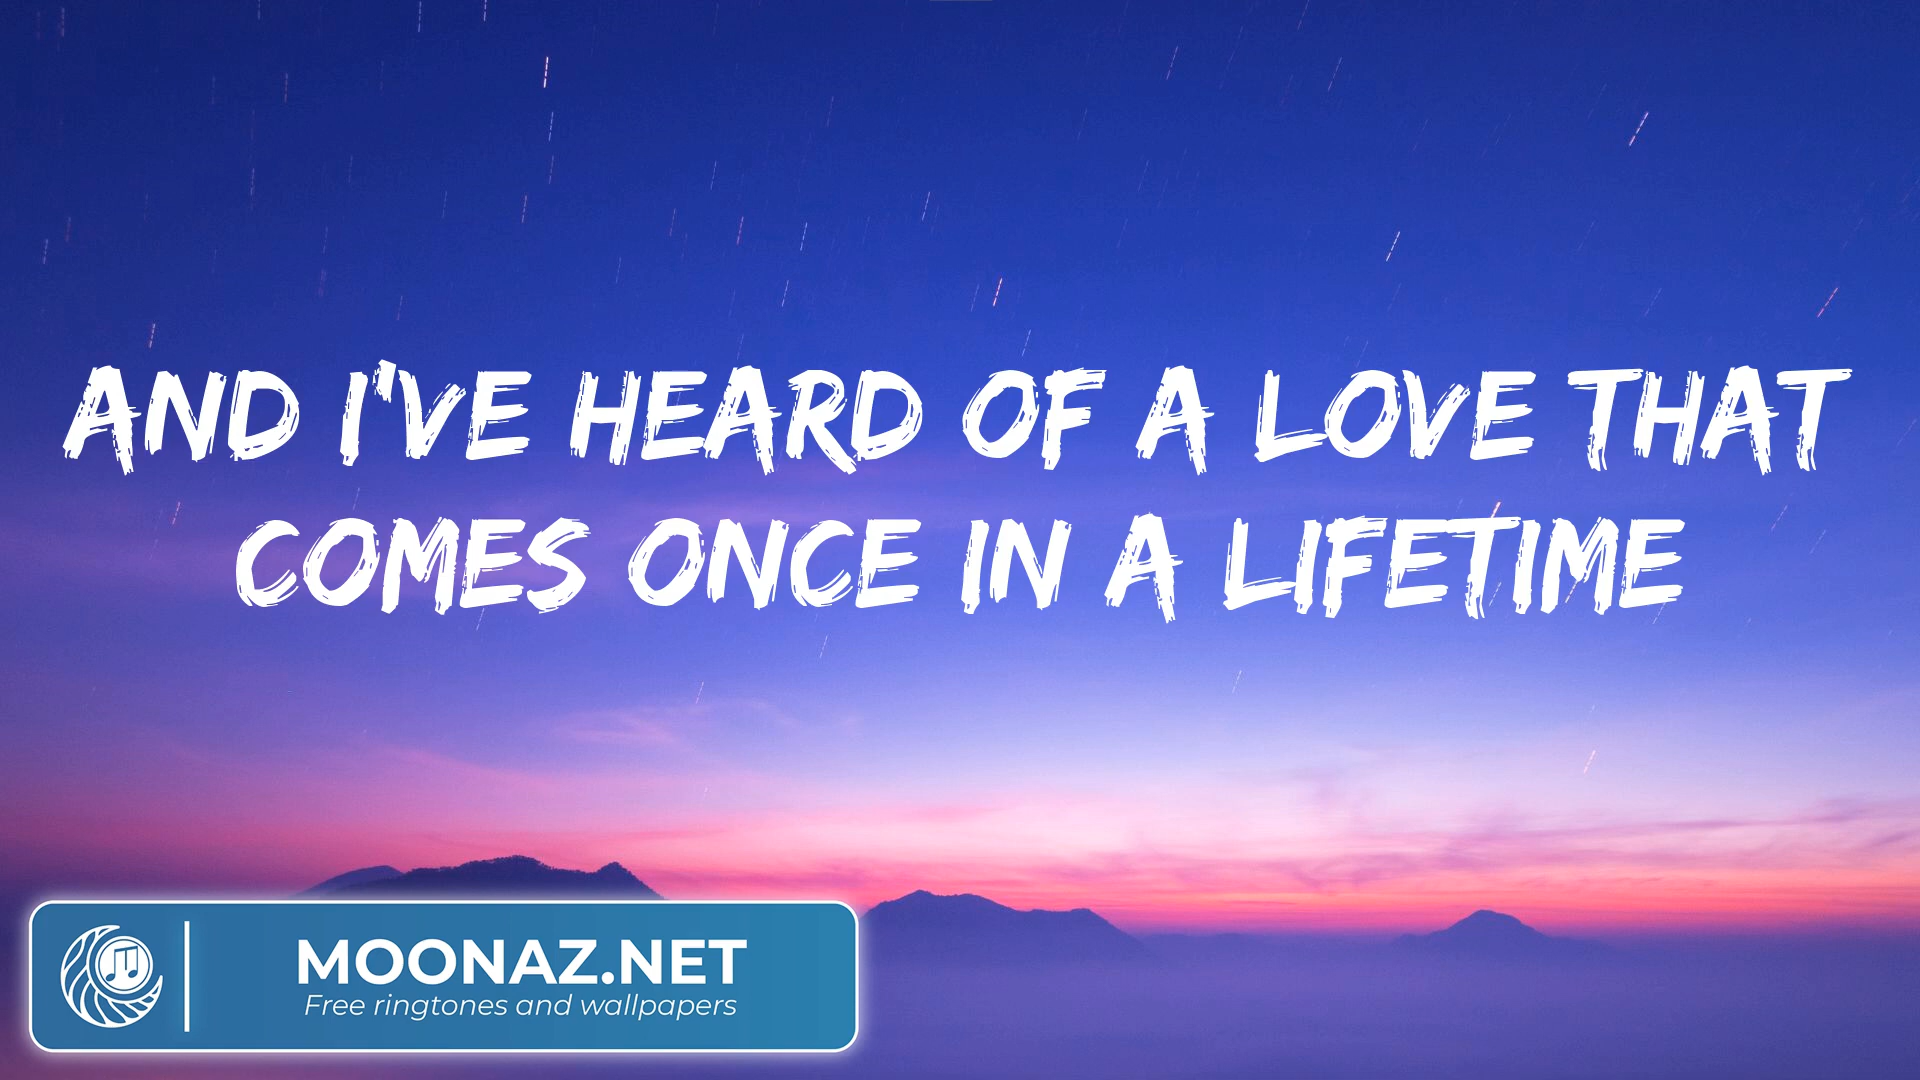 AND I'VE HEARD OF A LOVE THAT
COMES ONCE IN A LIFETIME
MOONAZ.NET
Free ringtones and wallpapers